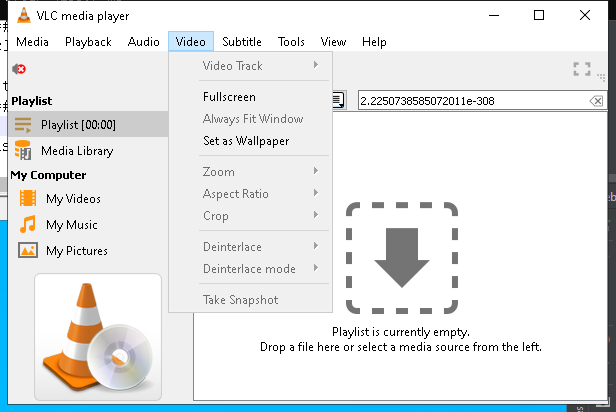 VLC media player
Media Playback Audio Video Subtitle Tools View Help
Playlist
Playlist [00:00]
Media Library
My Computer
My Videos
My Music
My Pictures
Video Track
Fullscreen
Always Fit Window
Set as Wallpaper
Zoom
Aspect Ratio
Crop
Deinterlace
Deinterlace mode
Take Snapshot
2.2250738585072011e-308
Playlist is currently empty.
Drop a file here or select a media source from the left.